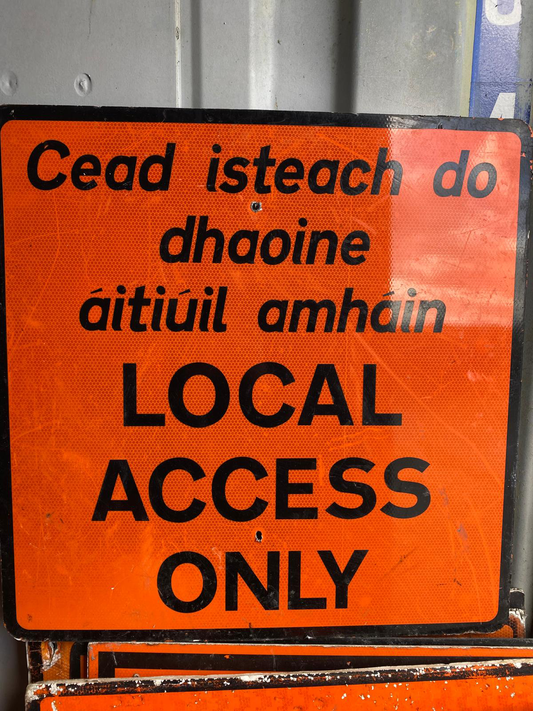 Cead isteach do
dhaoine
áitiúil amháin
LOCAL
ACCESS
ONLY